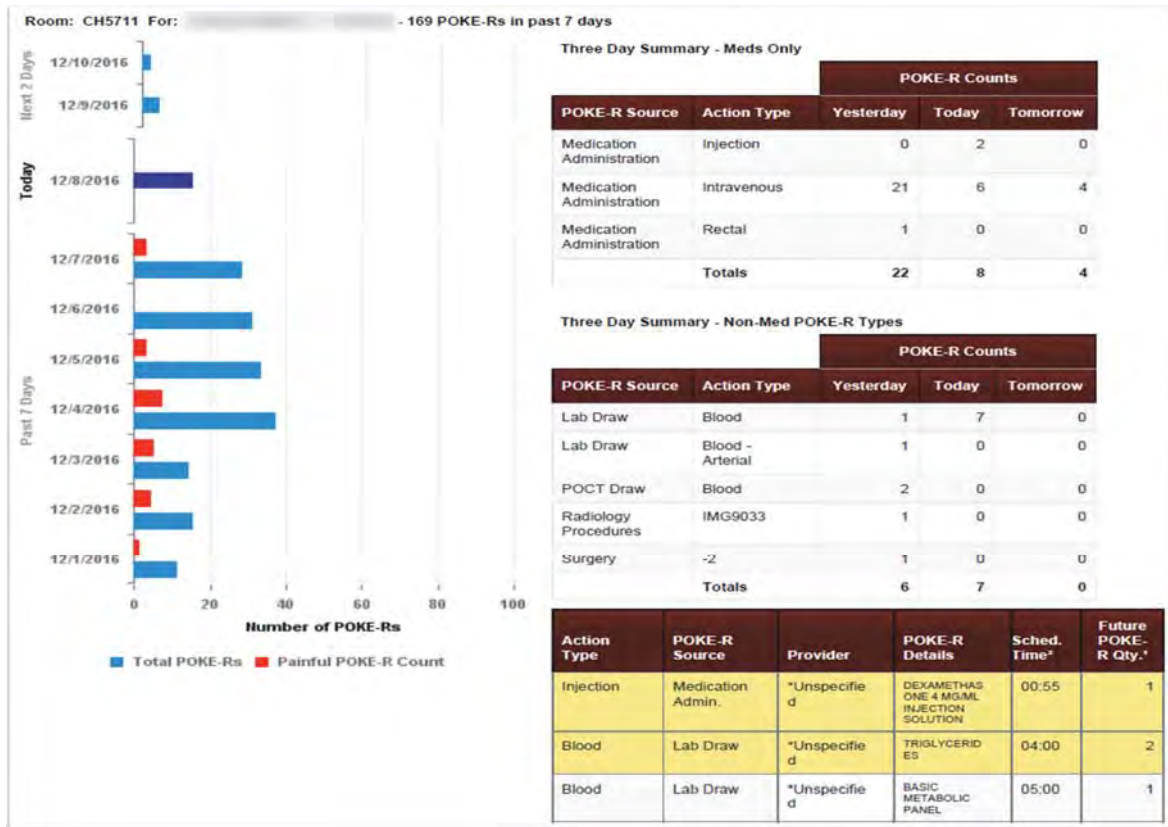 Room: CH5711 For:
- 169 POKE-Rs in past 7 days
Next 2 Days
12/10/2016
12/9/2016
Today
12/8/2016
Past 7 Days
12/7/2016
12/6/2016
12/5/2016
12/4/2016
12/3/2016
12/2/2016
12/1/2016
0 20 40 60 80 100
Number of POKE-Rs
Total POKE-Rs Painful POKE-R Count
Three Day Summary - Meds Only
POKE-R Counts
POKE-R Source Action Type Yesterday Today Tomorrow
Medication Injection 0 2 0
Administration
Medication Intravenous 21 6 4
Administration
Medication Rectal 1 0 0
Administration
Totals 22 8 4
Three Day Summary - Non-Med POKE-R Types
POKE-R Counts
POKE-R Source Action Type Yesterday Today Tomorrow
Lab Draw Blood 1 7 0
Lab Draw Blood - 1 0 0
Arterial
POCT Draw Blood 2 0 0
Radiology IMG9033 1 0 0
Procedures
Surgery -2 1 0 0
Totals 6 7 0
Action Type
POKE-R Source
Provider
POKE-R Details
Sched. Time
Future POKE-R Qty.*
Injection
Medication Admin.
*Unspecifie
d
DEXAMETHAS
ONE 4 MG/ML
INJECTION
SOLUTION
00:55
1
Blood
Lab Draw
*Unspecifie
d
TRIGLYCERID
ES
04:00
2
Blood
Lab Draw
*Unspecifie
d
BASIC
METABOLIC
PANEL
05:00
1